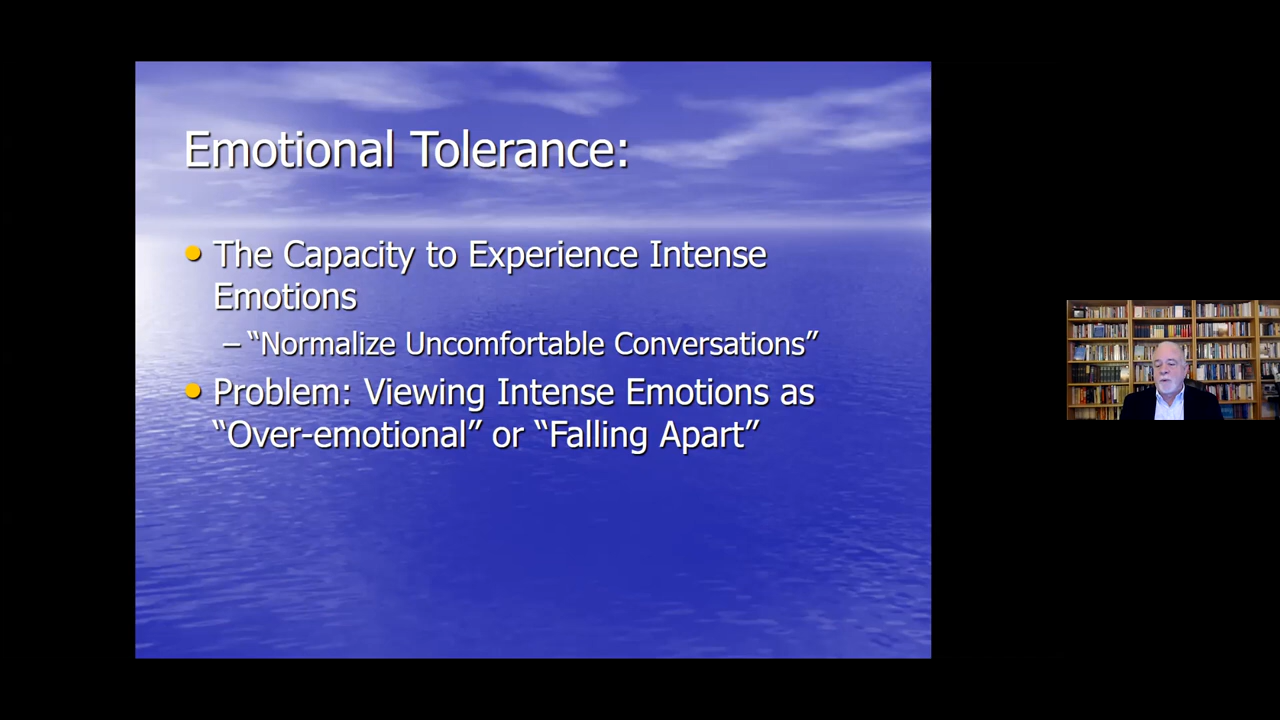 Emotional Tolerance:
• The Capacity to Experience Intense
Emotions
– “Normalize Uncomfortable Conversations”
• Problem: Viewing Intense Emotions as
“Over-emotional” or “Falling Apart”